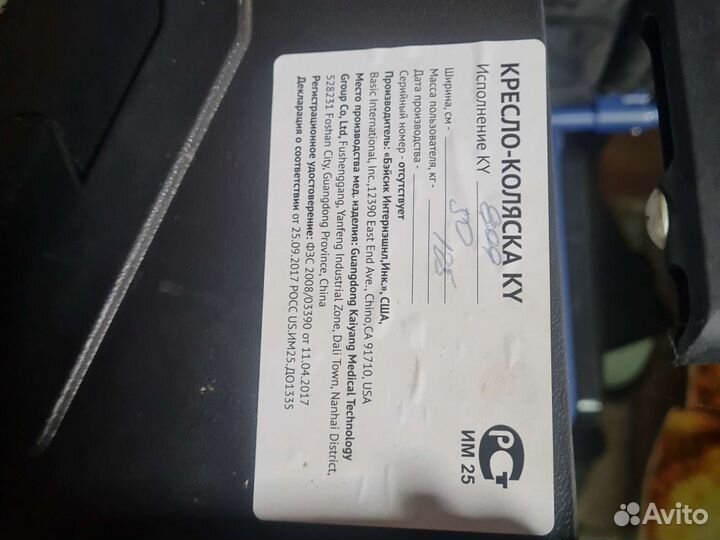 КРЕСЛО-КОЛЯСКА KY
Исполнение KY
Ширина, см - 50
Масса пользователя, кг - 125
Дата производства -
Серийный номер - отсутствует
Производитель: «Бэйсик Интернэшнл,Инк.», США,
Basic International, Inc.,12390 East End Ave., Chino,CA 91710, USA
Место производства мед. изделия: Guangdong Kaiyang Medical Technology
Group Co, Ltd, Fushenggang, Yanfeng Industrial Zone, Dali Town, Nanhai District,
528231 Foshan City, Guangdong Province, China
Регистрационное удостоверение: ФЗС 2008/03390 от 11.04.2017
Декларация о соответствии от 25.09.2017 РОСС US.ИМ25.Д01335
РСТ
ИМ 25
Avito